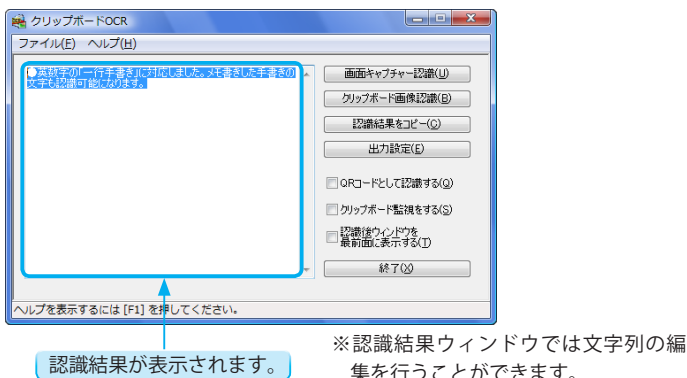 クリップボードOCR
ファイル(F) ヘルプ(H)
●英数字の「一行手書き」に対応しました。メモ書きした手書きの
文字も認識可能になります。
画面キャプチャー認識(U)
クリップボード画像認識(B)
認識結果をコピー(C)
出力設定(E)
QRコードとして認識する(Q)
クリップボード監視をする(S)
認識後ウィンドウを
最前面に表示する(T)
終了(X)
ヘルプを表示するには [F1] を押してください。
認識結果が表示されます。
※認識結果ウィンドウでは文字列の編
集を行うことができます。